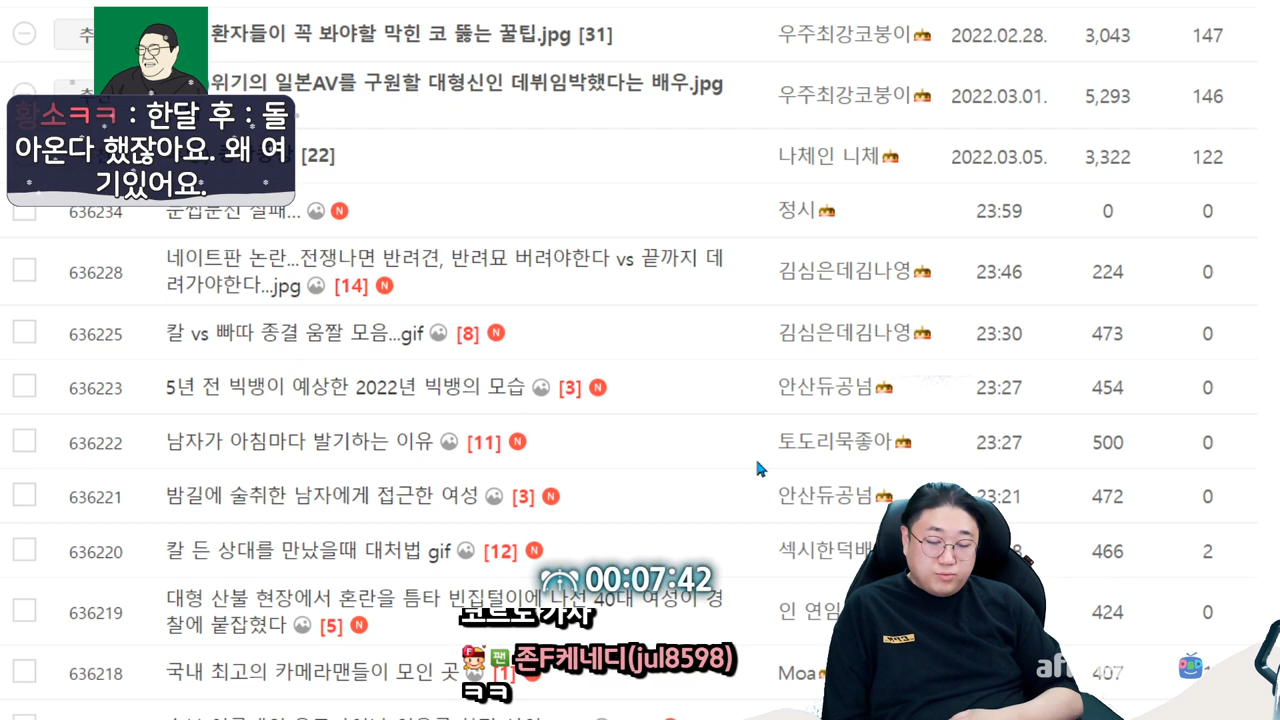 환자들이 꼭 봐야할 막힌 코 뚫는 꿀팁.jpg [31] 우주최강코붕이 2022.02.28. 3,043 147
위기의 일본AV를 구원할 대형신인 데뷔임박했다는 배우.jpg
우주최강코붕이 2022.03.01. 5,293 146
황소ㅋㅋ : 한달 후 : 돌
아온다 했잖아요. 왜 여
기있어요.
[22] 나체인 니체 2022.03.05. 3,322 122
636234 정시 23:59 0 0
네이트판 논란...전쟁나면 반려견, 반려묘 버려야한다 vs 끝까지 데
려가야한다...jpg [14] N
636228 김심은데김나영 23:46 224 0
636225 칼 vs 빠따 종결 움짤 모음...gif [8] N 김심은데김나영 23:30 473 0
636223 5년 전 빅뱅이 예상한 2022년 빅뱅의 모습 [3] N 안산듀공넘 23:27 454 0
636222 남자가 아침마다 발기하는 이유 [11] N 토도리묵좋아 23:27 500 0
636221 밤길에 술취한 남자에게 접근한 여성 [3] N 안산듀공넘 23:21 472 0
636220 칼 든 상대를 만났을때 대처법 gif [12] N 섹시한덕배 466 2
00:07:42
대형 산불 현장에서 혼란을 틈타 빈집털이에 나선 40대 여성이 경
찰에 붙잡혔다 [5] N
636219 인 연임 424 0
636218 국내 최고의 카메라맨들이 모인 곳 [1] Moa 407
존F케네디(jul8598)
ㅋㅋ